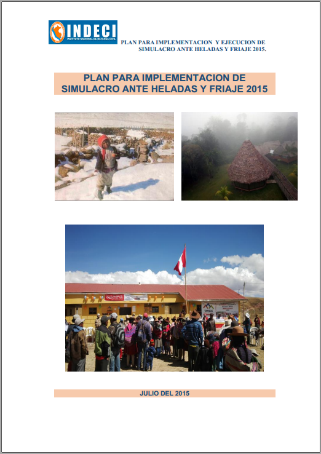 INDECI
PLAN PARA IMPLEMENTACION Y EJECUCION DE
SIMULACRO ANTE HELADAS Y FRIAJE 2015.
PLAN PARA IMPLEMENTACION DE
SIMULACRO ANTE HELADAS Y FRIAJE 2015
JULIO DEL 2015